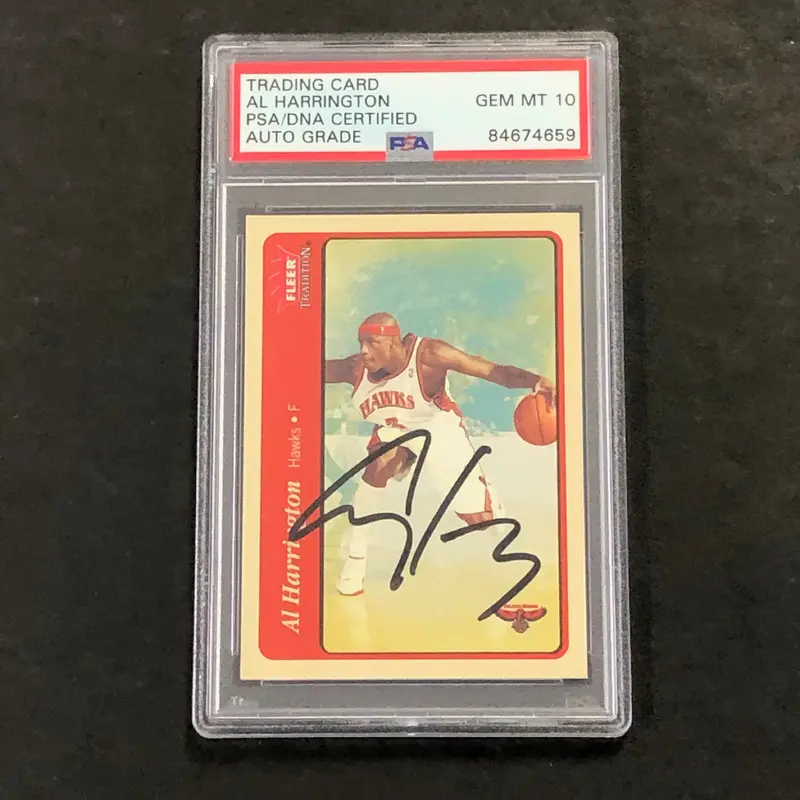 TRADING CARD
AL HARRINGTON
PSA/DNA CERTIFIED
AUTO GRADE
GEM MT 10
84674659
PSA
FLEER
TRADITION
Al Harrington
Hawks • F
HAWKS